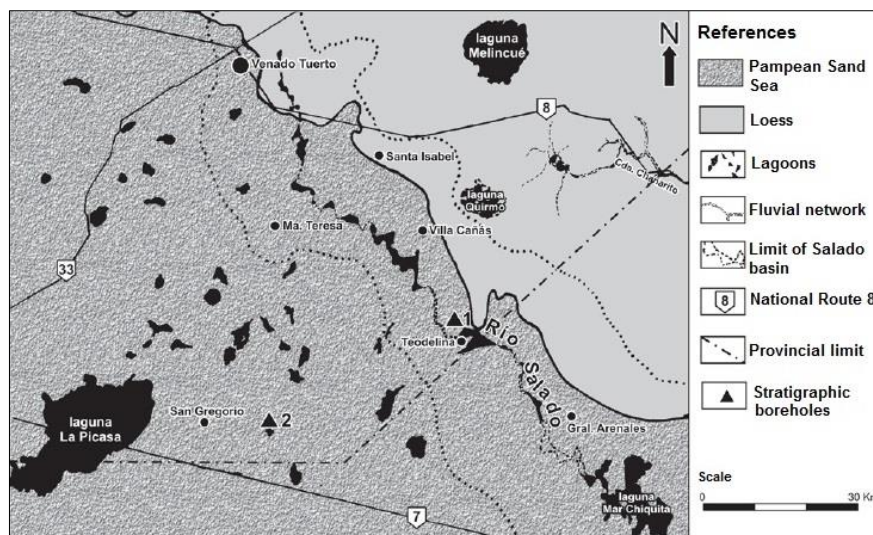 laguna
Melincué
N
Venado Tuerto
8
Santa Isabel
Cda. Chañarito
laguna
Quirno
Ma. Teresa
Villa Cañás
33
1
Río Salado
Teodelina
San Gregorio
2
laguna
La Picasa
Gral. Arenales
laguna
Mar Chiquita
7
References
Pampean Sand
Sea
Loess
Lagoons
Fluvial network
Limit of Salado
basin
8
National Route 8
Provincial limit
Stratigraphic
boreholes
Scale
0
30 K